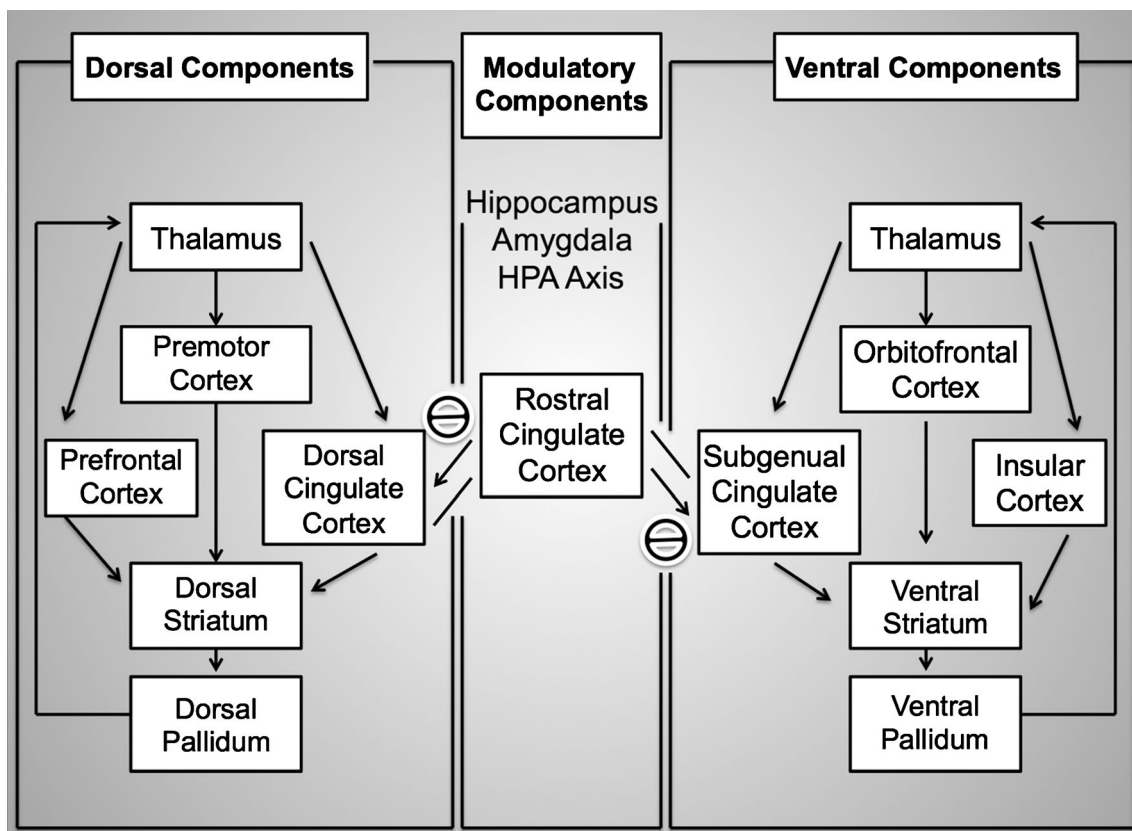 Dorsal Components
Modulatory
Components
Ventral Components
Hippocampus
Amygdala
HPA Axis
Thalamus
Premotor
Cortex
Prefrontal
Cortex
Dorsal
Cingulate
Cortex
Dorsal
Striatum
Dorsal
Pallidum
Rostral
Cingulate
Cortex
Thalamus
Orbitofrontal
Cortex
Subgenual
Cingulate
Cortex
Insular
Cortex
Ventral
Striatum
Ventral
Pallidum